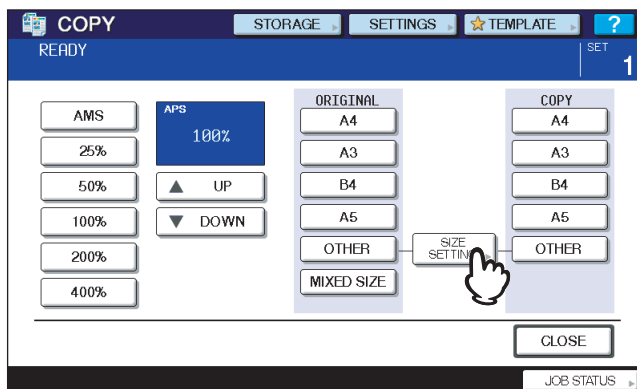 COPY
STORAGE
SETTINGS
TEMPLATE
?
READY
SET
1
AMS
25%
50%
100%
200%
400%
APS
100%
UP
DOWN
ORIGINAL
A4
A3
B4
A5
OTHER
MIXED SIZE
SIZE
SETTING
COPY
A4
A3
B4
A5
OTHER
CLOSE
JOB STATUS